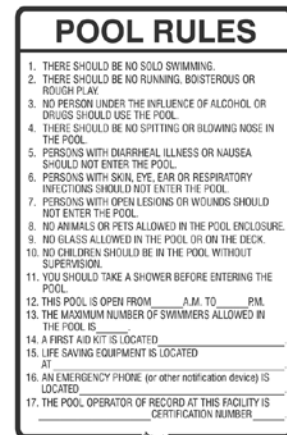 POOL RULES
1. THERE SHOULD BE NO SOLO SWIMMING.
2. THERE SHOULD BE NO RUNNING, BOISTEROUS OR
ROUGH PLAY.
3. NO PERSON UNDER THE INFLUENCE OF ALCOHOL OR
DRUGS SHOULD USE THE POOL.
4. THERE SHOULD BE NO SPITTING OR BLOWING NOSE IN
THE POOL.
5. PERSONS WITH DIARRHEAL ILLNESS OR NAUSEA
SHOULD NOT ENTER THE POOL.
6. PERSONS WITH SKIN, EYE, EAR OR RESPIRATORY
INFECTIONS SHOULD NOT ENTER THE POOL.
7. PERSONS WITH OPEN LESIONS OR WOUNDS SHOULD
NOT ENTER THE POOL.
8. NO ANIMALS OR PETS ALLOWED IN THE POOL ENCLOSURE.
9. NO GLASS ALLOWED IN THE POOL OR ON THE DECK.
10. NO CHILDREN SHOULD BE IN THE POOL WITHOUT
SUPERVISION.
11. YOU SHOULD TAKE A SHOWER BEFORE ENTERING THE
POOL.
12. THIS POOL IS OPEN FROM______A.M. TO_____P.M.
13. THE MAXIMUM NUMBER OF SWIMMERS ALLOWED IN
THE POOL IS______.
14. A FIRST AID KIT IS LOCATED____________________.
15. LIFE SAVING EQUIPMENT IS LOCATED
AT____________________.
16. AN EMERGENCY PHONE (or other notification device) IS
LOCATED____________________.
17. THE POOL OPERATOR OF RECORD AT THIS FACILITY IS
________________CERTIFICATION NUMBER______.